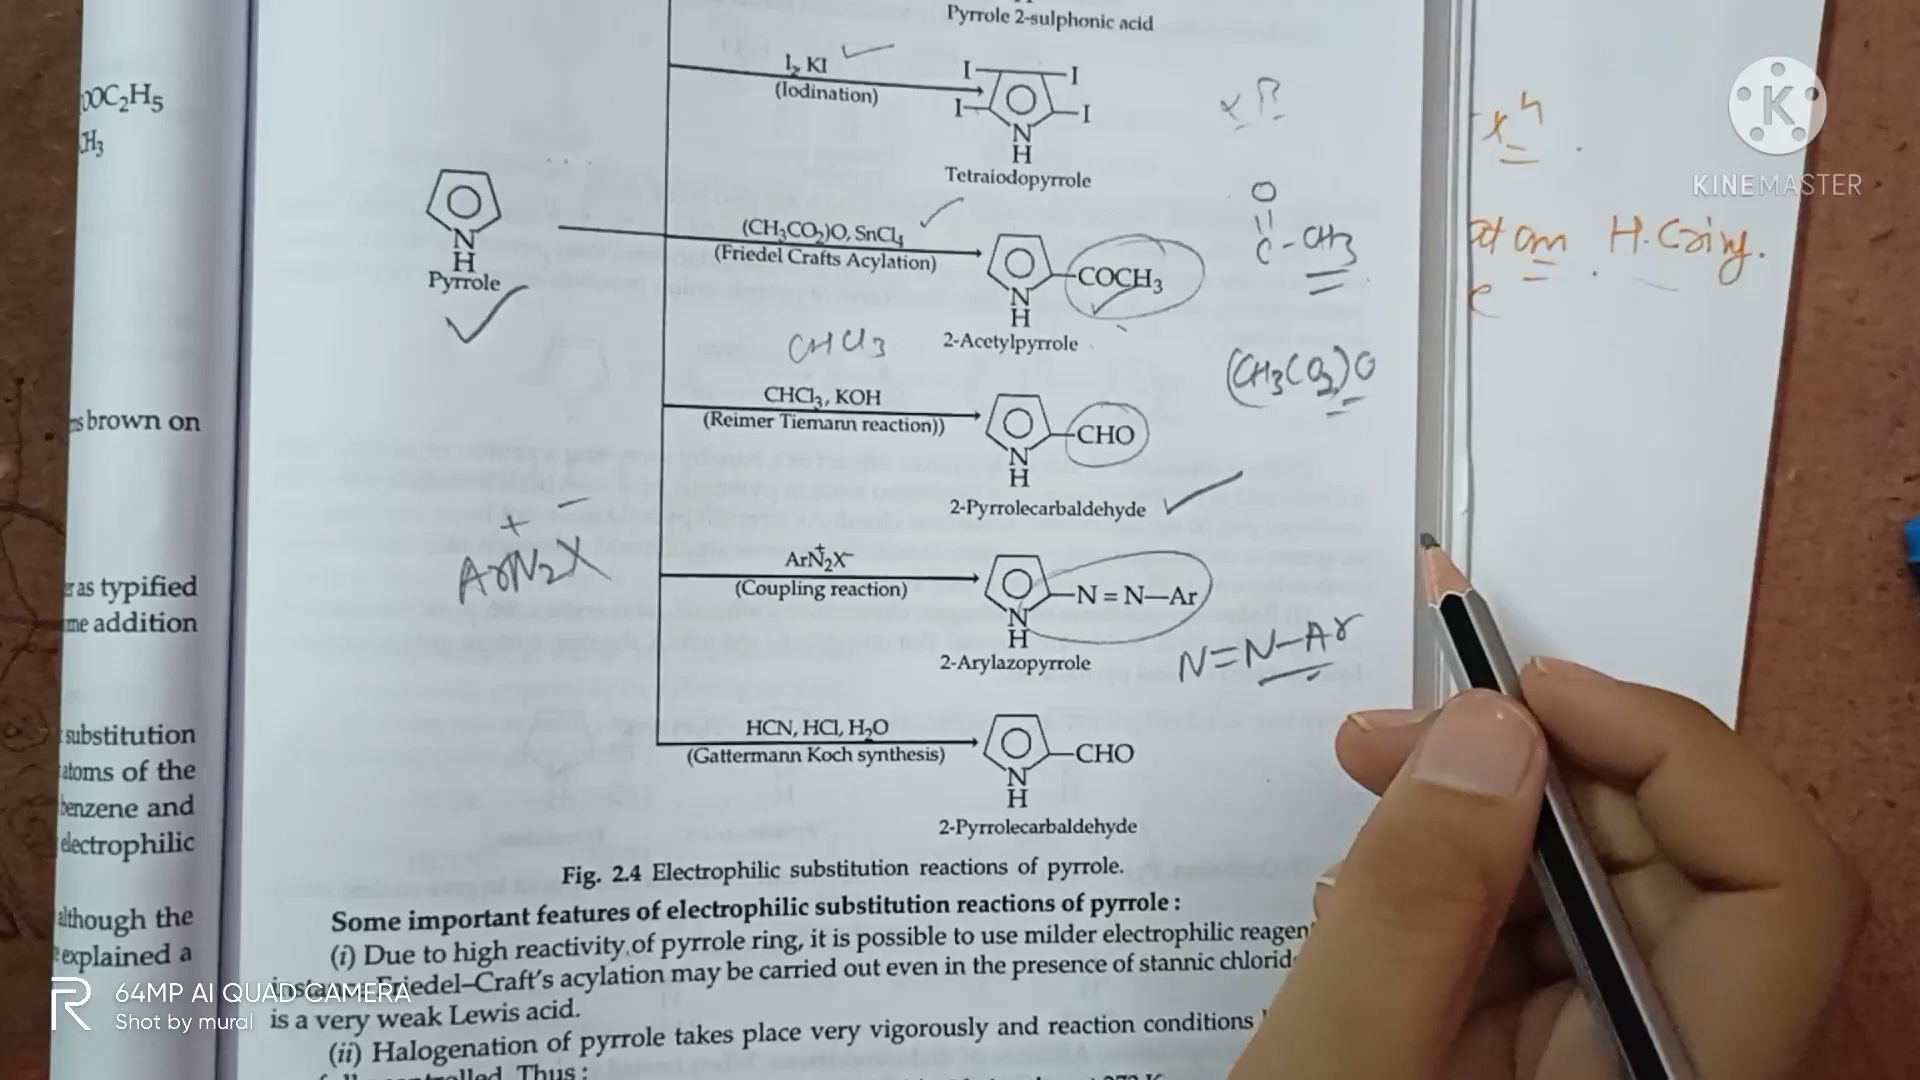 Pyrrole 2-sulphonic acid
I₂ KI
(Iodination)
I I
I I
N
H
Tetraiodopyrrole
α β
OOC₂H₅
H₃
N
H
Pyrrole
(CH₃CO₂)O, SnCl₄
(Friedel Crafts Acylation)
COCH₃
N
H
2-Acetylpyrrole
O
C-CH₃
(CH₃CO₂)O
CHCl₃
CHCl₃, KOH
(Reimer Tiemann reaction))
CHO
N
H
2-Pyrrolecarbaldehyde
+ −
ArN₂X
ArN₂⁺X⁻
(Coupling reaction)
N = N—Ar
N
H
2-Arylazopyrrole
N=N-Ar
HCN, HCl, H₂O
(Gattermann Koch synthesis)
CHO
N
H
2-Pyrrolecarbaldehyde
Fig. 2.4 Electrophilic substitution reactions of pyrrole.
Some important features of electrophilic substitution reactions of pyrrole :
(i) Due to high reactivity of pyrrole ring, it is possible to use milder electrophilic reagent
Friedel–Craft's acylation may be carried out even in the presence of stannic chlorid
is a very weak Lewis acid.
(ii) Halogenation of pyrrole takes place very vigorously and reaction conditions
Thus :
brown on
as typified
me addition
substitution
atoms of the
benzene and
electrophilic
although the
explained a
KINEMASTER
K
64MP AI QUAD CAMERA
Shot by mural